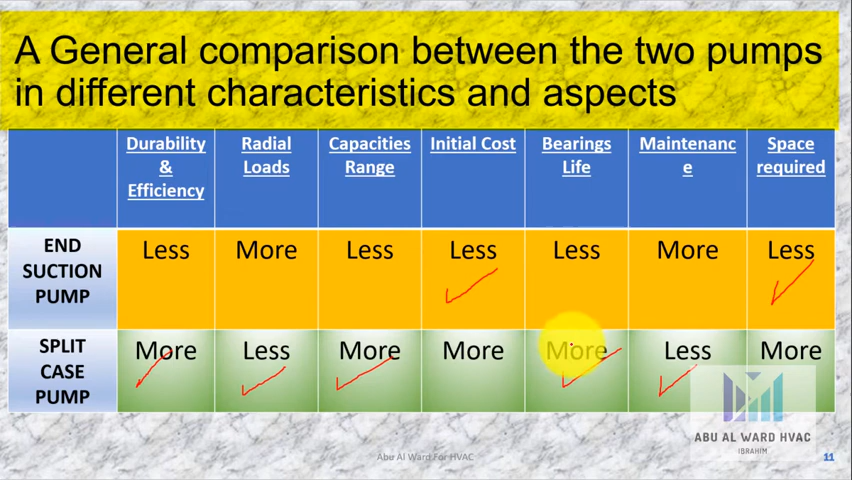 A General comparison between the two pumps
in different characteristics and aspects
Durability
&
Efficiency
Radial
Loads
Capacities
Range
Initial Cost
Bearings
Life
Maintenanc
e
Space
required
END
SUCTION
PUMP
Less
More
Less
Less
Less
More
Less
SPLIT
CASE
PUMP
More
Less
More
More
More
Less
More
ABU AL WARD HVAC
IBRAHIM
Abu Al Ward For HVAC
11